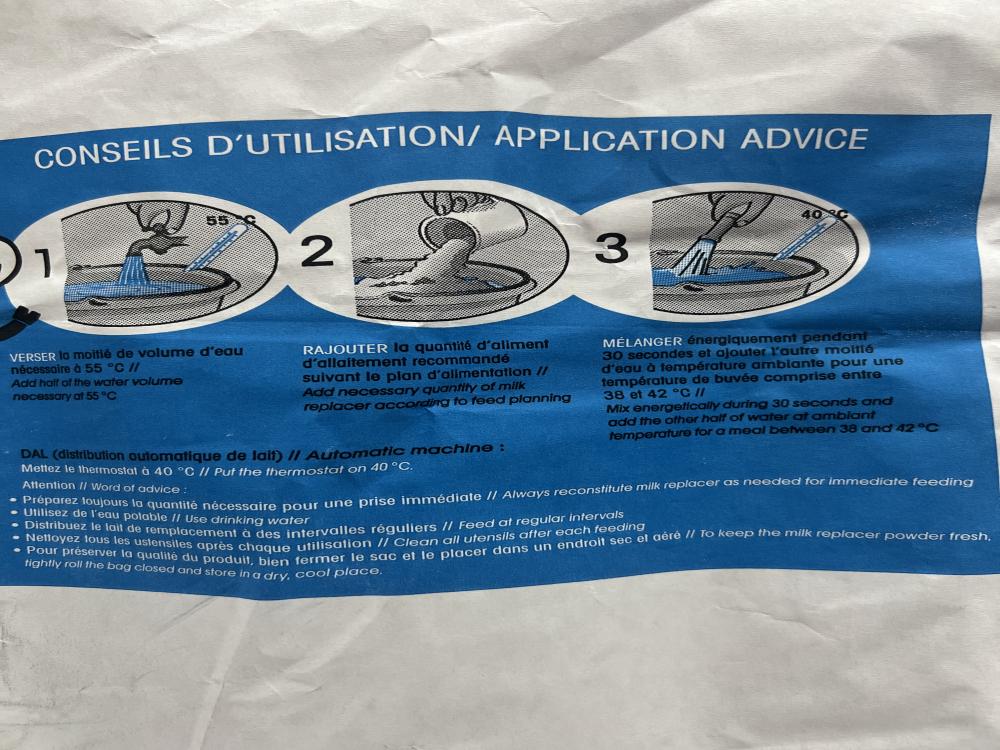 CONSEILS D'UTILISATION/ APPLICATION ADVICE
1
55 °C
2
3
40 °C
VERSER la moitié de volume d'eau
nécessaire à 55 °C //
Add half of the water volume
necessary at 55 °C
RAJOUTER la quantité d'aliment
d'allaitement recommandé
suivant le plan d'alimentation //
Add necessary quantity of milk
replacer according to feed planning
MÉLANGER énergiquement pendant
30 secondes et ajouter l'autre moitié
d'eau à température ambiante pour une
température de buvée comprise entre
38 et 42 °C //
Mix energetically during 30 seconds and
add the other half of water at ambiant
temperature for a meal between 38 and 42 °C
DAL (distribution automatique de lait) // Automatic machine :
Mettez le thermostat à 40 °C // Put the thermostat on 40 °C.
Attention // Word of advice :
• Préparez toujours la quantité nécessaire pour une prise immédiate // Always reconstitute milk replacer as needed for immediate feeding
• Utilisez de l'eau potable // Use drinking water
• Distribuez le lait de remplacement à des intervalles réguliers // Feed at regular intervals
• Nettoyez tous les ustensiles après chaque utilisation // Clean all utensils after each feeding
• Pour préserver la qualité du produit, bien fermer le sac et le placer dans un endroit sec et aéré // To keep the milk replacer powder fresh,
tightly roll the bag closed and store in a dry, cool place.